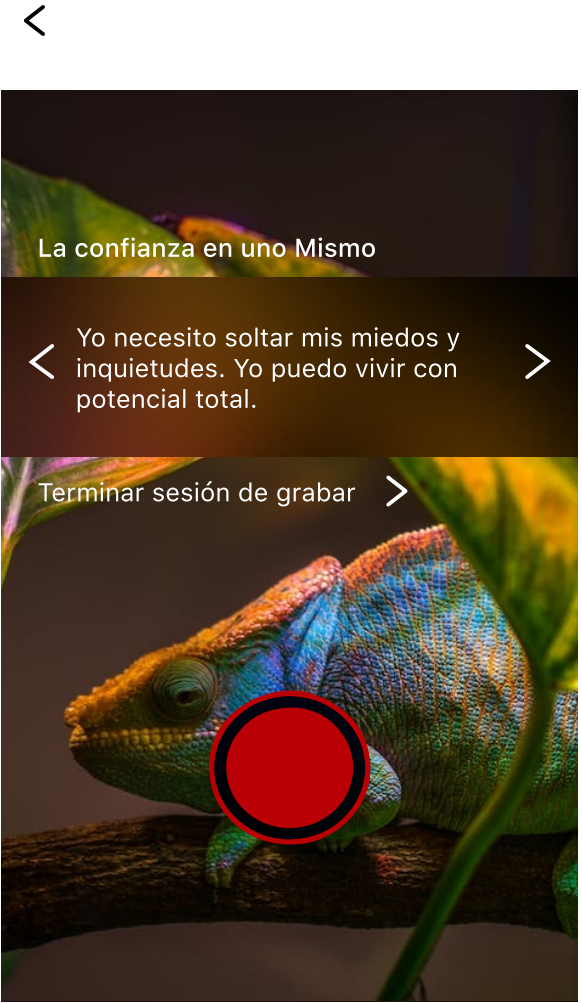 La confianza en uno Mismo
Yo necesito soltar mis miedos y
inquietudes. Yo puedo vivir con
potencial total.
Terminar sesión de grabar